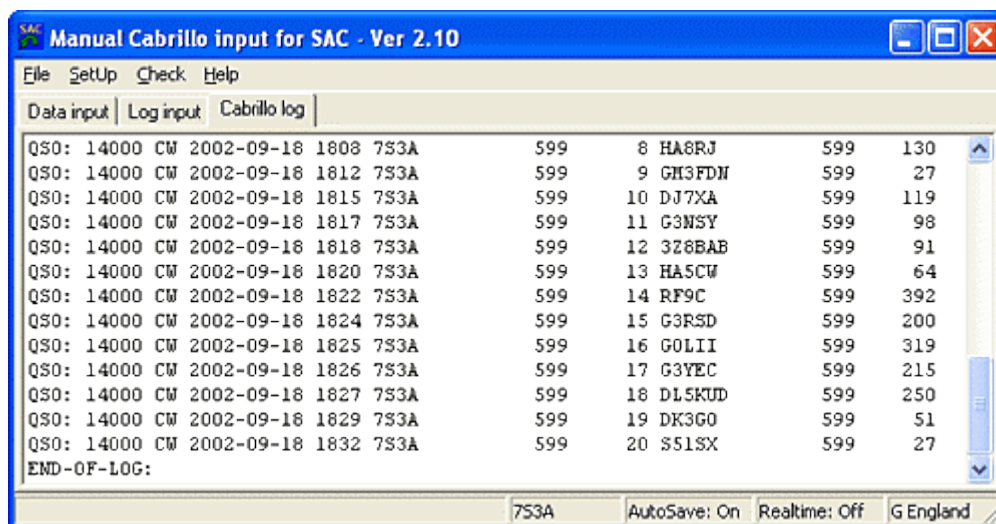 SAC
Manual Cabrillo input for SAC - Ver 2.10
File SetUp Check Help
Data input Log input Cabrillo log
QSO: 14000 CW 2002-09-18 1808 7S3A 599 8 HA8RJ 599 130
QSO: 14000 CW 2002-09-18 1812 7S3A 599 9 GM3FDN 599 27
QSO: 14000 CW 2002-09-18 1815 7S3A 599 10 DJ7XA 599 119
QSO: 14000 CW 2002-09-18 1817 7S3A 599 11 G3NSY 599 98
QSO: 14000 CW 2002-09-18 1818 7S3A 599 12 3Z8BAB 599 91
QSO: 14000 CW 2002-09-18 1820 7S3A 599 13 HA5CW 599 64
QSO: 14000 CW 2002-09-18 1822 7S3A 599 14 RF9C 599 392
QSO: 14000 CW 2002-09-18 1824 7S3A 599 15 G3RSD 599 200
QSO: 14000 CW 2002-09-18 1825 7S3A 599 16 G0LII 599 319
QSO: 14000 CW 2002-09-18 1826 7S3A 599 17 G3YEC 599 215
QSO: 14000 CW 2002-09-18 1827 7S3A 599 18 DL5KUD 599 250
QSO: 14000 CW 2002-09-18 1829 7S3A 599 19 DK3GO 599 51
QSO: 14000 CW 2002-09-18 1832 7S3A 599 20 S51SX 599 27
END-OF-LOG:
7S3A AutoSave: On Realtime: Off G England